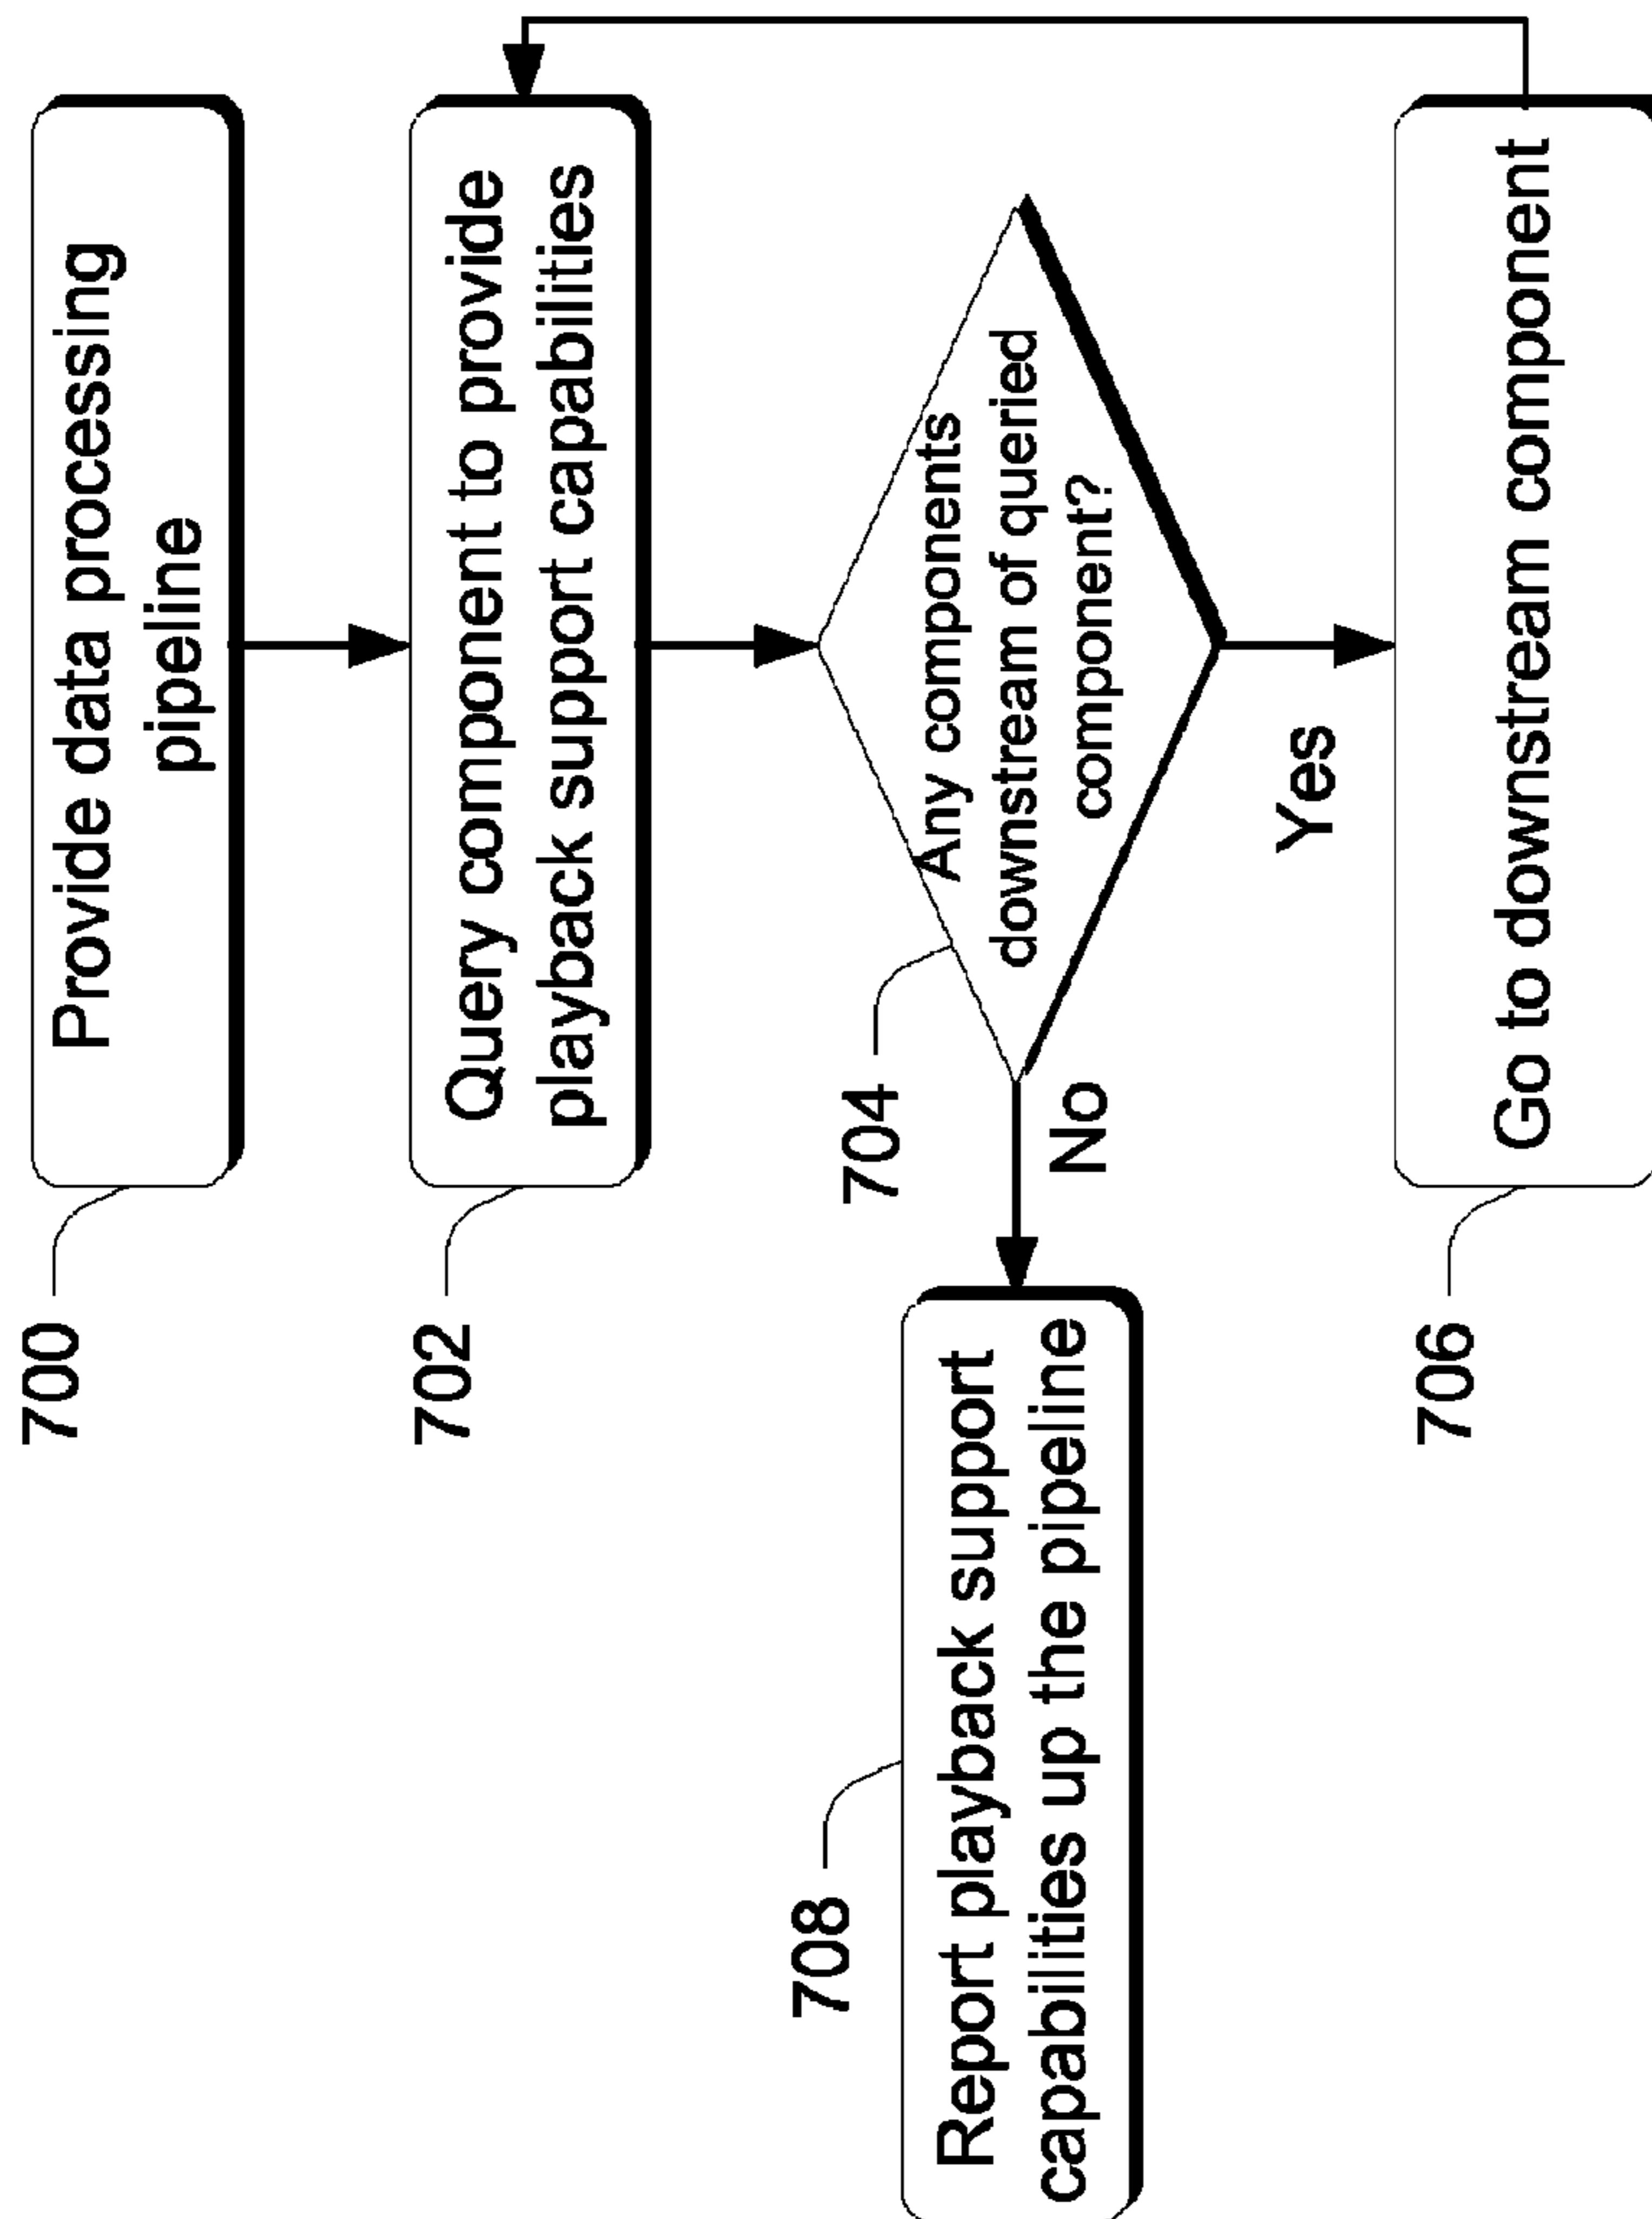 700
Provide data processing
pipeline
702
Query component to provide
playback support capabilities
704
Any components
downstream of queried
component?
No
Yes
708
Report playback support
capabilities up the pipeline
706
Go to downstream component